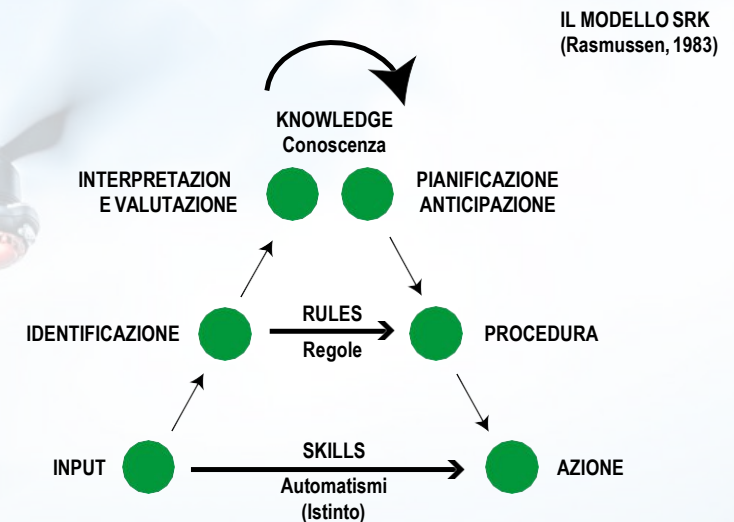 IL MODELLO SRK
(Rasmussen, 1983)
KNOWLEDGE
Conoscenza
INTERPRETAZION
E VALUTAZIONE
PIANIFICAZIONE
ANTICIPAZIONE
IDENTIFICAZIONE
RULES
Regole
PROCEDURA
INPUT
SKILLS
Automatismi
(Istinto)
AZIONE